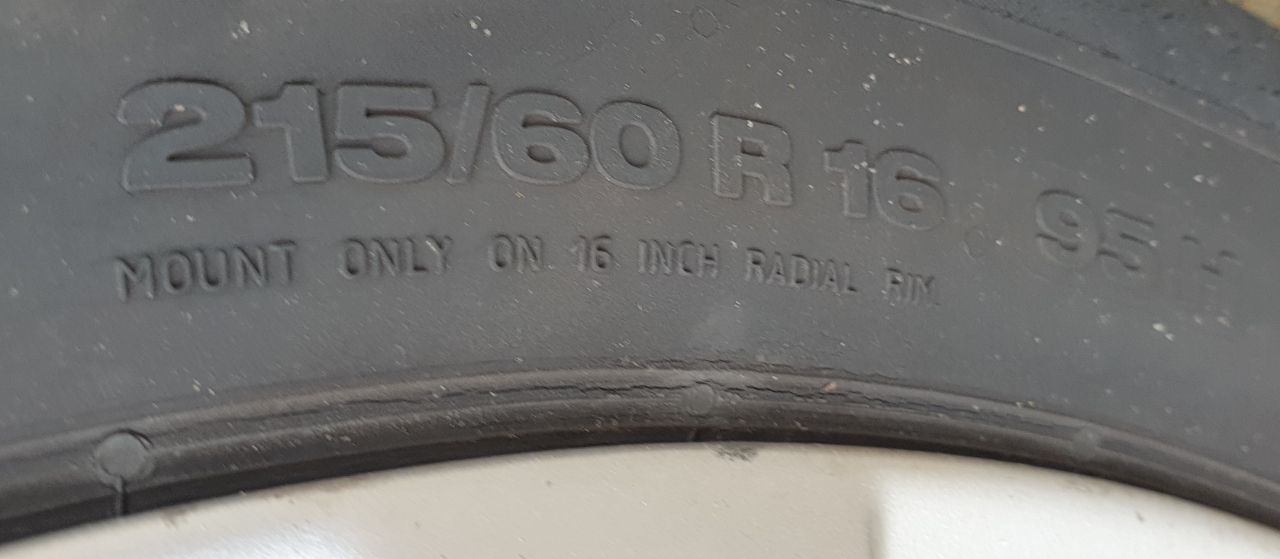 215/60 R 16 95 H
MOUNT ONLY ON 16 INCH RADIAL RIM